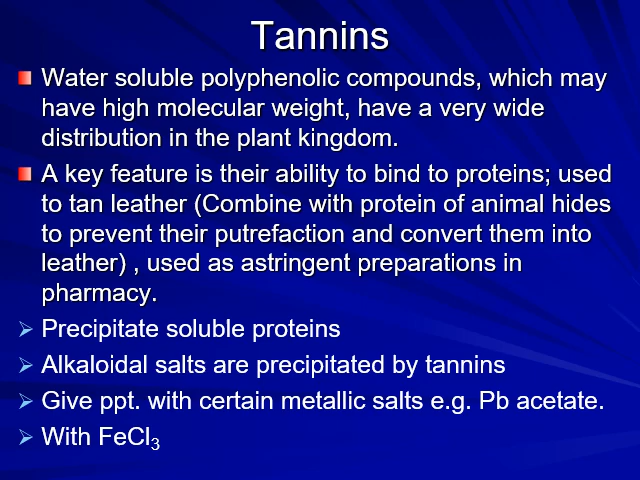 Tannins
Water soluble polyphenolic compounds, which may
have high molecular weight, have a very wide
distribution in the plant kingdom.
A key feature is their ability to bind to proteins; used
to tan leather (Combine with protein of animal hides
to prevent their putrefaction and convert them into
leather) , used as astringent preparations in
pharmacy.
Precipitate soluble proteins
Alkaloidal salts are precipitated by tannins
Give ppt. with certain metallic salts e.g. Pb acetate.
With FeCl₃